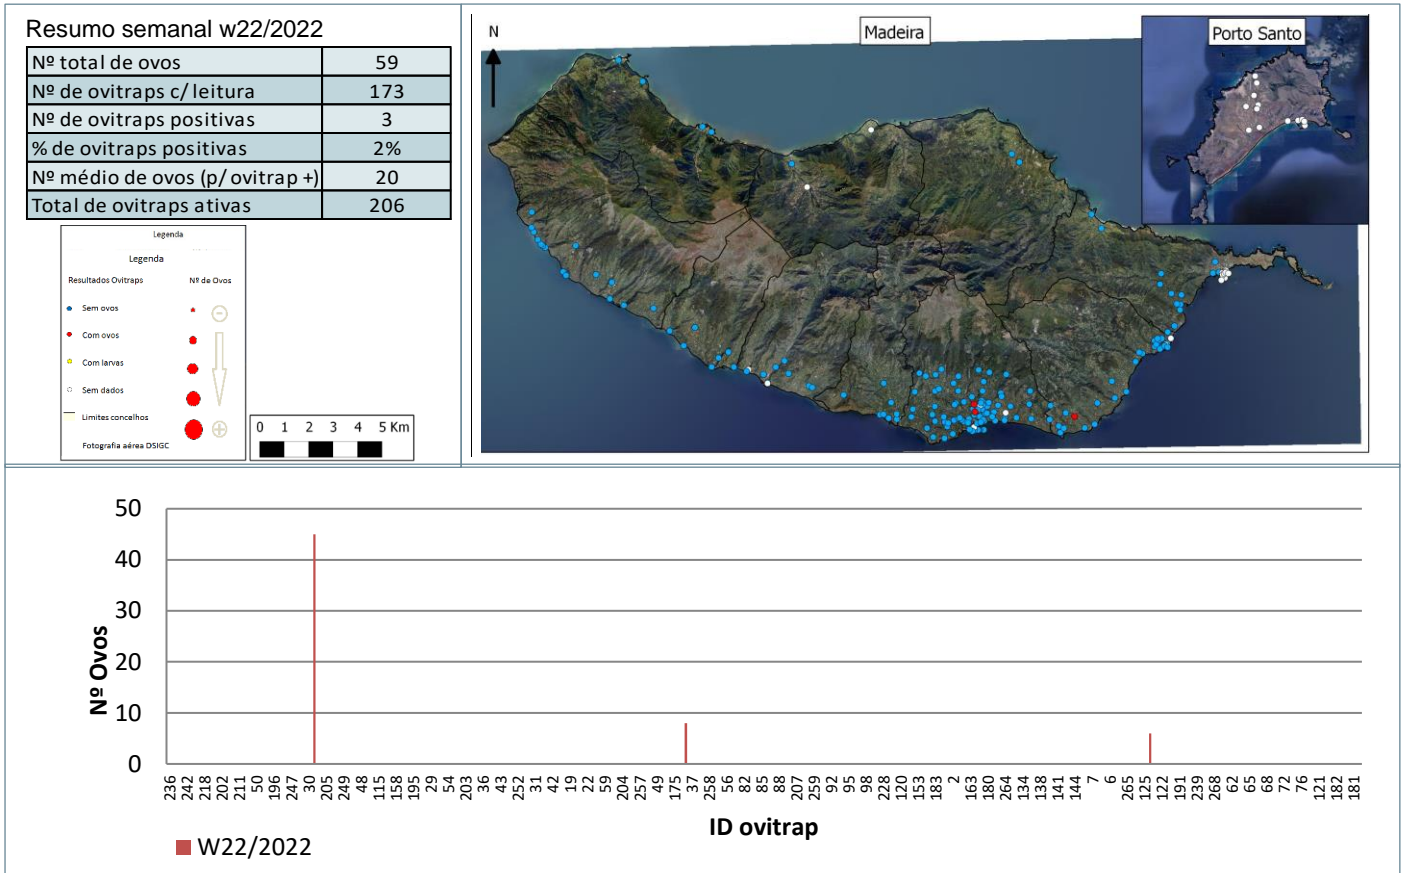 Resumo semanal w22/2022
Nº total de ovos 59
Nº de ovitraps c/ leitura 173
Nº de ovitraps positivas 3
% de ovitraps positivas 2%
Nº médio de ovos (p/ ovitrap +) 20
Total de ovitraps ativas 206
Legenda
Legenda
Resultados Ovitraps Nº de Ovos
Sem ovos
Com ovos
Com larvas
Sem dados
Limites concelhos
Fotografia aérea DSIGC
0 1 2 3 4 5 Km
N
Madeira
Porto Santo
50
40
30
20
10
0
Nº Ovos
236 242 218 202 211 50 196 247 30 205 249 48 115 158 195 29 54 203 36 43 252 31 42 19 22 59 204 257 49 175 37 258 56 82 85 88 207 259 92 95 98 228 120 153 183 2 163 180 264 134 138 141 144 7 6 265 125 122 191 239 268 62 65 68 72 76 121 182 181
ID ovitrap
W22/2022